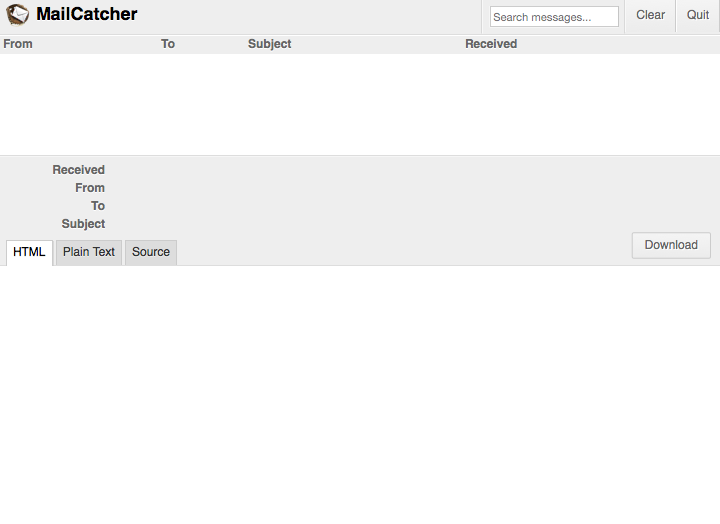 MailCatcher Search messages... Clear Quit
From To Subject Received
Received
From
To
Subject
HTML Plain Text Source Download